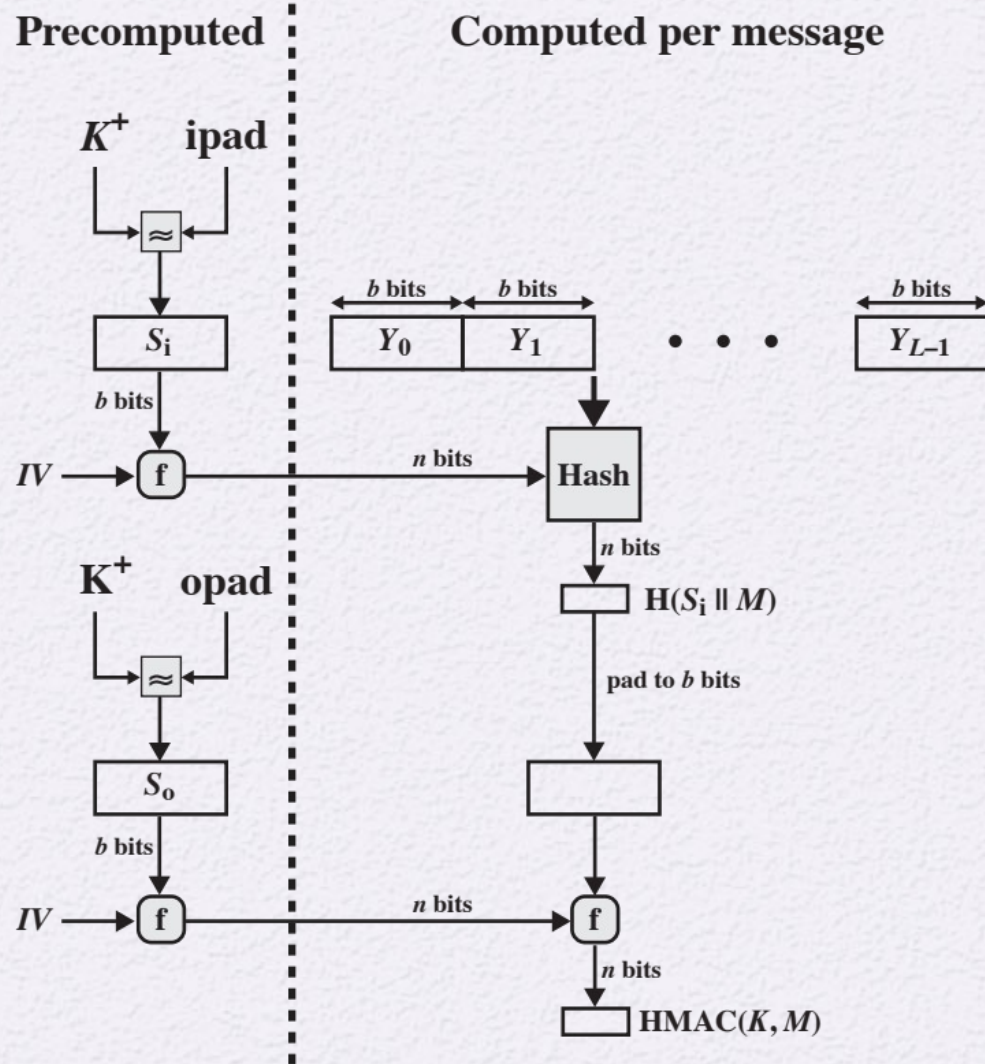 Precomputed
Computed per message
K+ ipad
≈
b bits b bits b bits
Si Y0 Y1 • • • YL–1
b bits
IV f n bits Hash
n bits
K+ opad
H(Si || M)
≈
pad to b bits
So
b bits
IV f n bits f
n bits
HMAC(K, M)